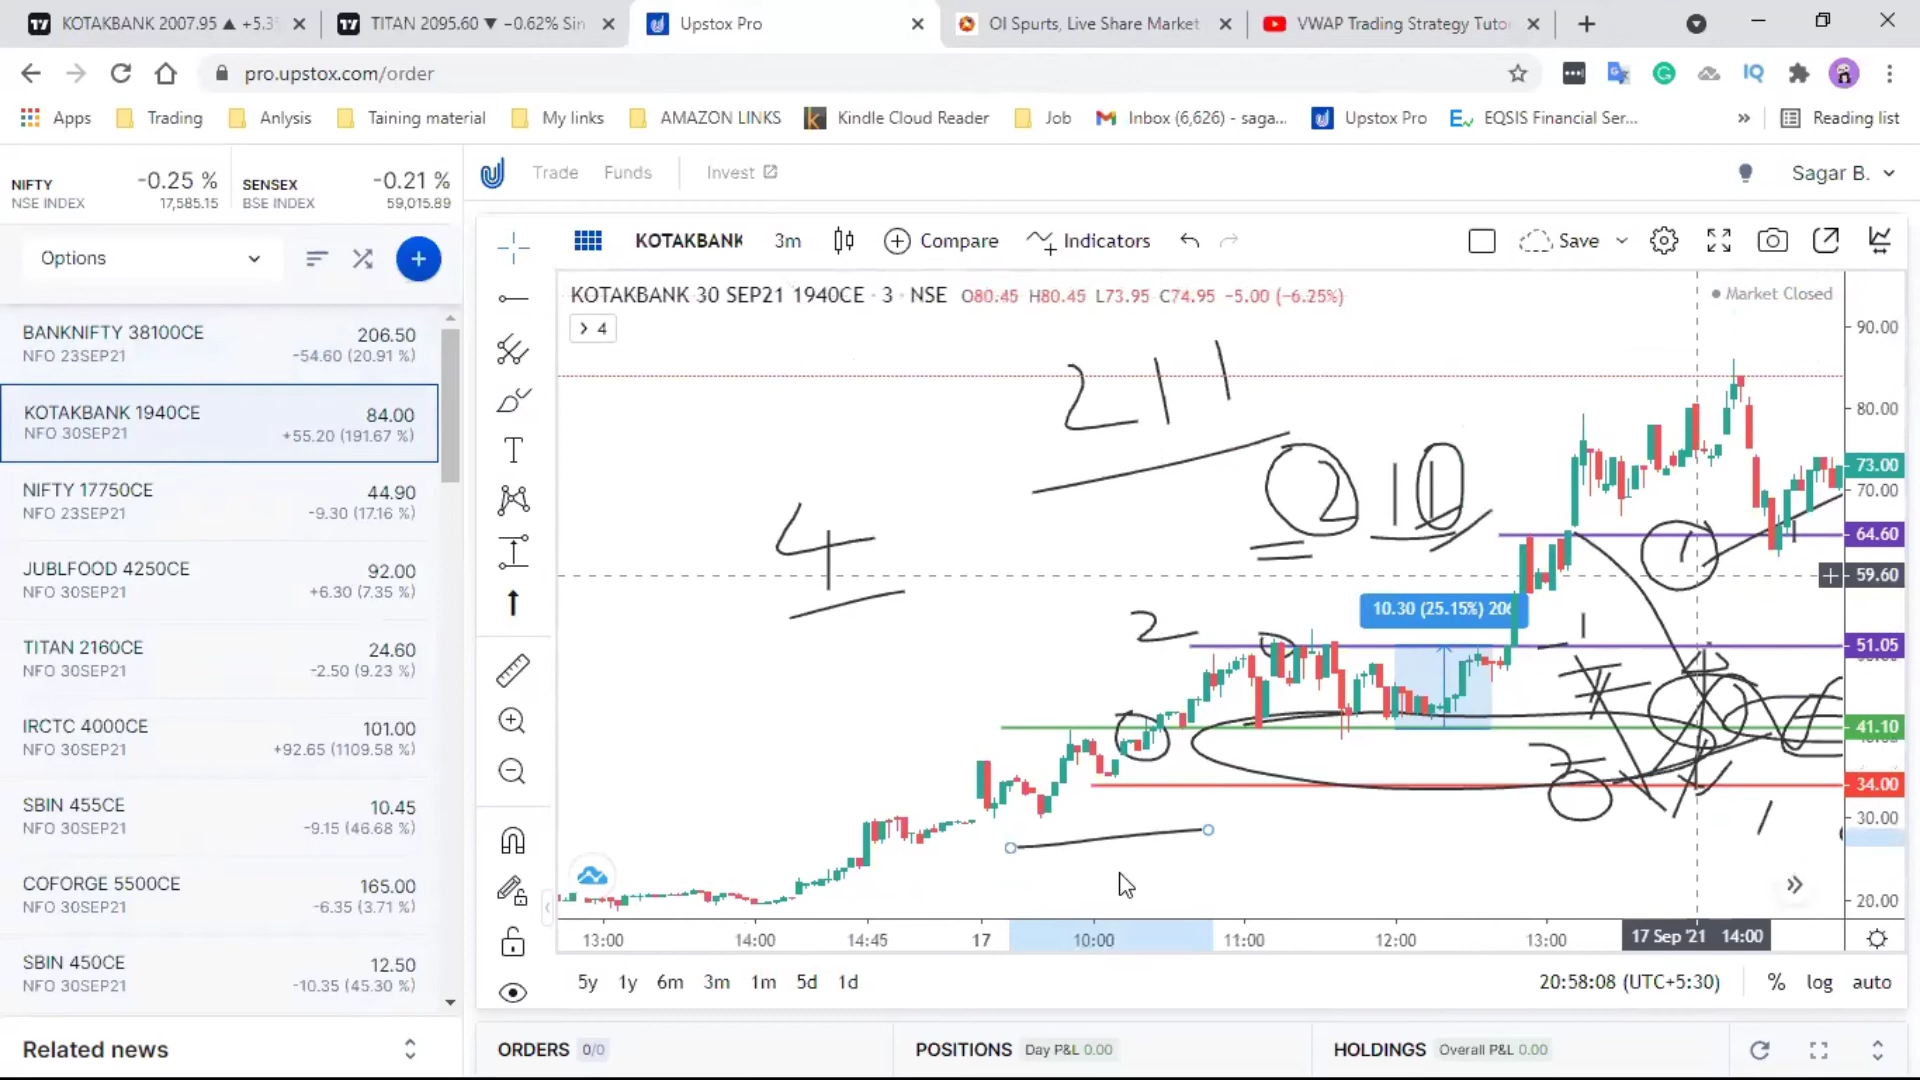 KOTAKBANK 2007.95 ▲ +5.3
TITAN 2095.60 ▼ −0.62% Sin
Upstox Pro
OI Spurts, Live Share Market
VWAP Trading Strategy Tuto
pro.upstox.com/order
IQ
Apps
Trading
Anlysis
Taining material
My links
AMAZON LINKS
Kindle Cloud Reader
Job
Inbox (6,626) - saga...
Upstox Pro
EQSIS Financial Ser...
»
Reading list
NIFTY -0.25 %
NSE INDEX 17,585.15
SENSEX -0.21 %
BSE INDEX 59,015.89
Trade
Funds
Invest
Sagar B.
Options
KOTAKBANK
3m
Compare
Indicators
Save
KOTAKBANK 30 SEP21 1940CE · 3 · NSE O80.45 H80.45 L73.95 C74.95 −5.00 (−6.25%)
Market Closed
> 4
BANKNIFTY 38100CE 206.50
NFO 23SEP21 -54.60 (20.91 %)
KOTAKBANK 1940CE 84.00
NFO 30SEP21 +55.20 (191.67 %)
NIFTY 17750CE 44.90
NFO 23SEP21 -9.30 (17.16 %)
JUBLFOOD 4250CE 92.00
NFO 30SEP21 +6.30 (7.35 %)
TITAN 2160CE 24.60
NFO 30SEP21 -2.50 (9.23 %)
IRCTC 4000CE 101.00
NFO 30SEP21 +92.65 (1109.58 %)
SBIN 455CE 10.45
NFO 30SEP21 -9.15 (46.68 %)
COFORGE 5500CE 165.00
NFO 30SEP21 -6.35 (3.71 %)
SBIN 450CE 12.50
NFO 30SEP21 -10.35 (45.30 %)
Related news
211
4
2
10.30 (25.15%) 206
90.00
80.00
73.00
70.00
64.60
59.60
51.05
41.10
34.00
30.00
20.00
13:00 14:00 14:45 17 10:00 11:00 12:00 13:00 17 Sep '21 14:00
5y 1y 6m 3m 1m 5d 1d
20:58:08 (UTC+5:30)
% log auto
ORDERS 0/0
POSITIONS Day P&L 0.00
HOLDINGS Overall P&L 0.00